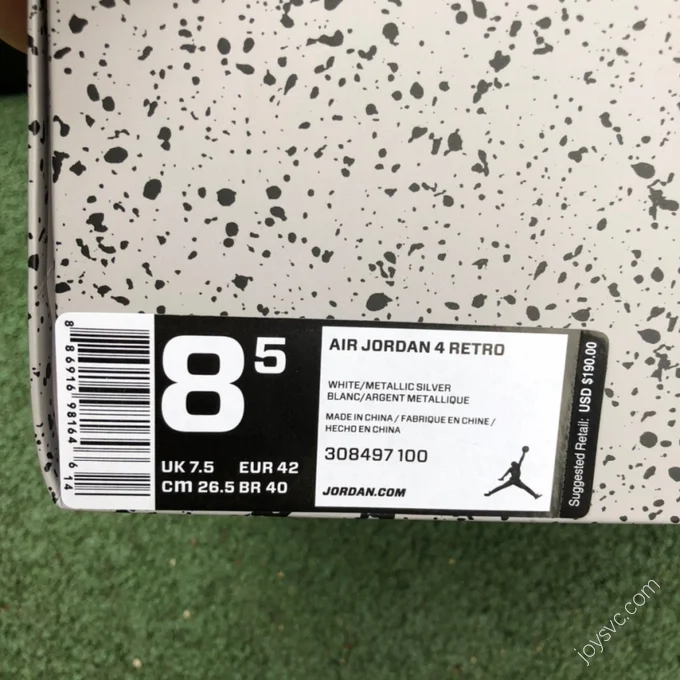 8 86916 98164 6 14
8 5
UK 7.5 EUR 42
cm 26.5 BR 40
AIR JORDAN 4 RETRO
WHITE/METALLIC SILVER
BLANC/ARGENT METALLIQUE
MADE IN CHINA / FABRIQUE EN CHINE /
HECHO EN CHINA
308497 100
JORDAN.COM
Suggested Retail: USD $190.00
joysvc.com